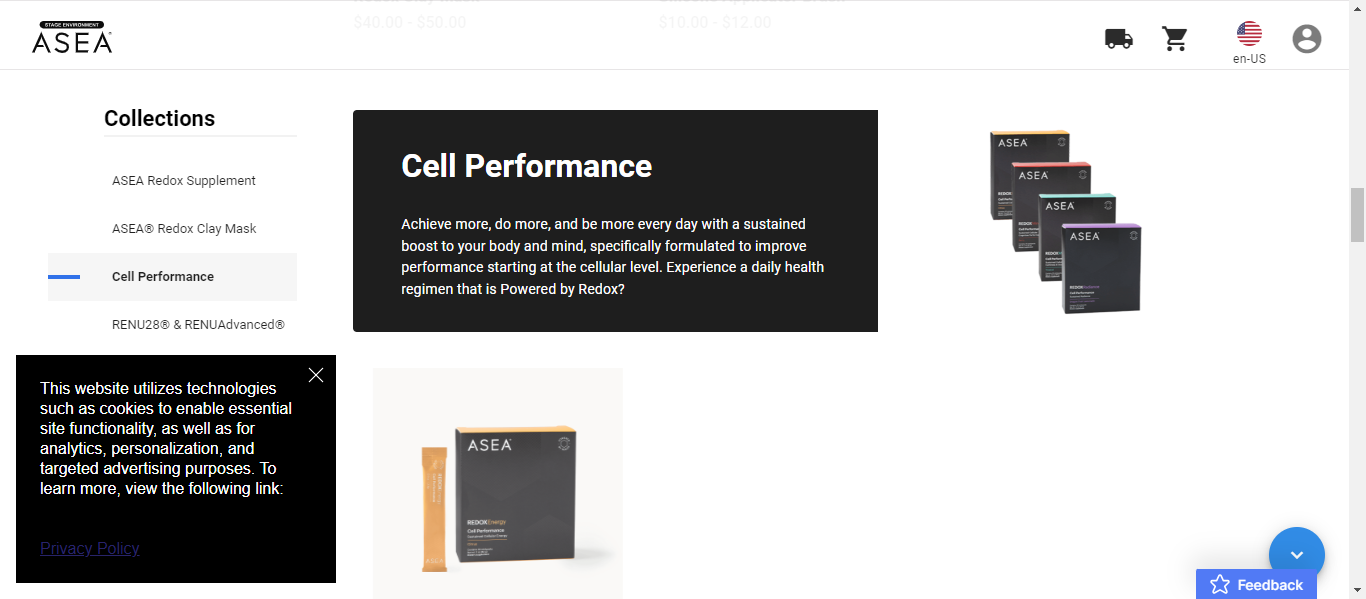 $40.00 - $50.00
$10.00 - $12.00
STAGE ENVIRONMENT
ASEA
en-US
Collections
ASEA Redox Supplement
ASEA® Redox Clay Mask
Cell Performance
RENU28® & RENUAdvanced®
Cell Performance
Achieve more, do more, and be more every day with a sustained
boost to your body and mind, specifically formulated to improve
performance starting at the cellular level. Experience a daily health
regimen that is Powered by Redox?
ASEA
ASEA
ASEA
ASEA
Cell Performance
This website utilizes technologies
such as cookies to enable essential
site functionality, as well as for
analytics, personalization, and
targeted advertising purposes. To
learn more, view the following link:
Privacy Policy
ASEA
REDOXEnergy
Cell Performance
Feedback